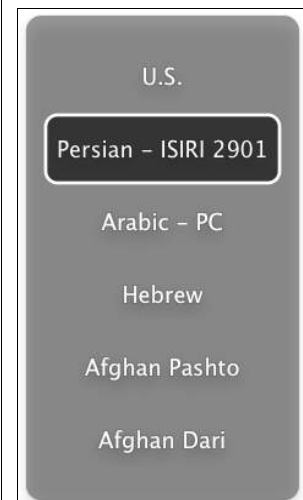 U.S.
Persian – ISIRI 2901
Arabic – PC
Hebrew
Afghan Pashto
Afghan Dari